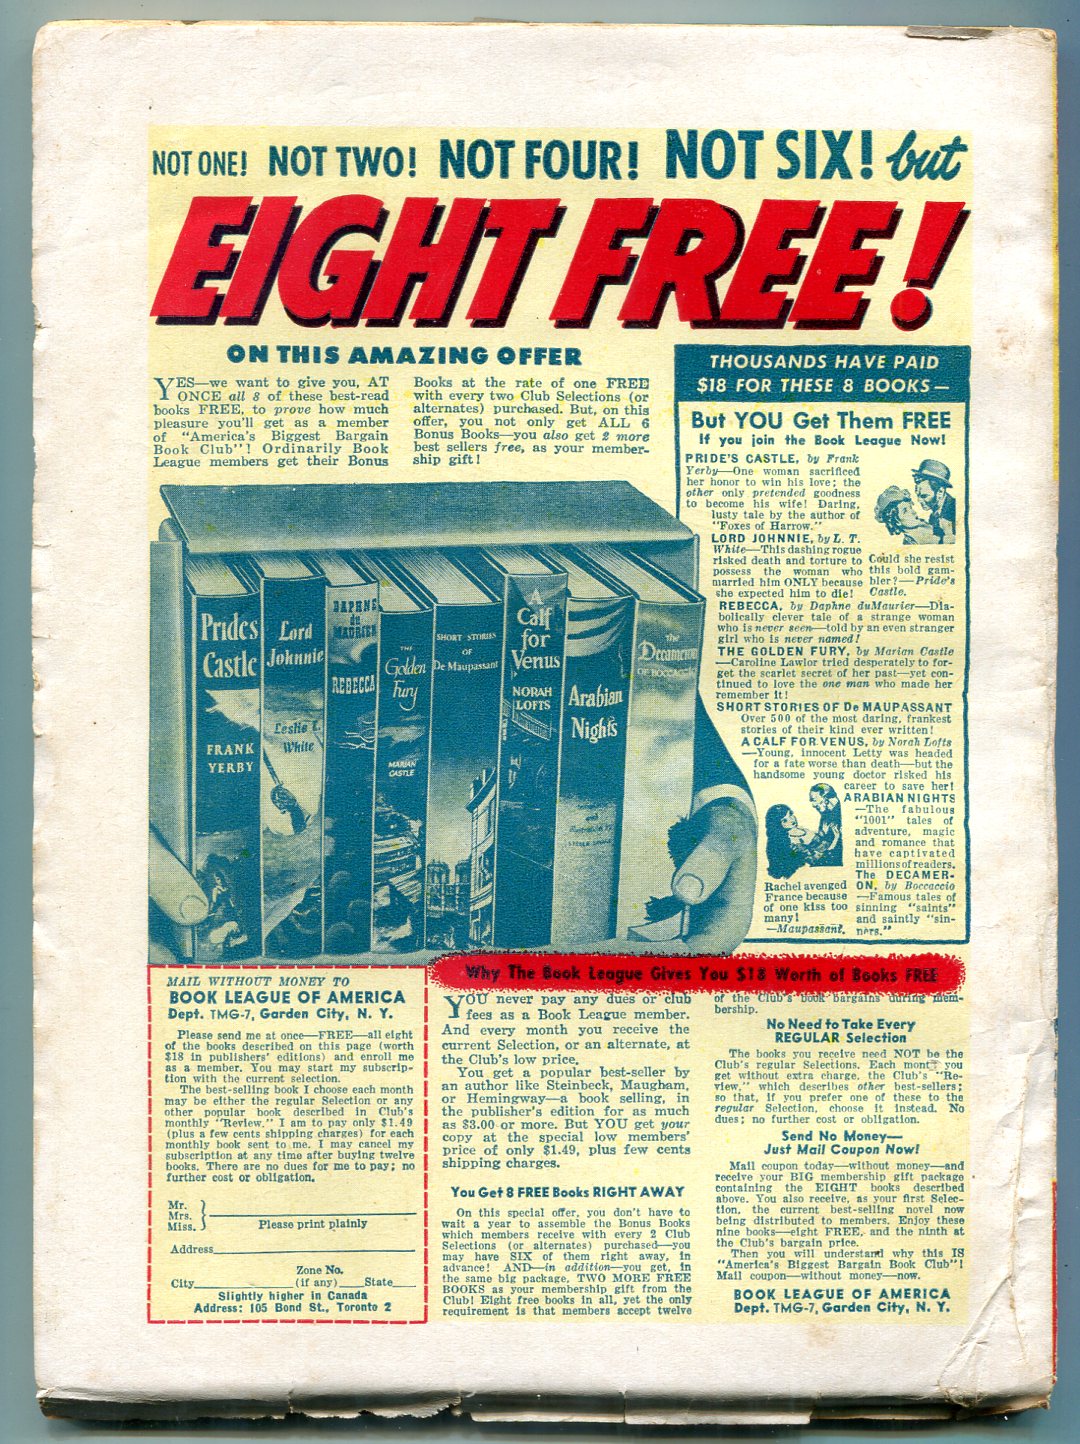 NOT ONE! NOT TWO! NOT FOUR! NOT SIX! but
EIGHT FREE!
ON THIS AMAZING OFFER
YES—we want to give you, AT
ONCE all 8 of these best-read
books FREE, to prove how much
pleasure you'll get as a member
of "America's Biggest Bargain
Book Club"! Ordinarily Book
League members get their Bonus
Books at the rate of one FREE
with every two Club Selections (or
alternates) purchased. But, on this
offer, you not only get ALL 6
Bonus Books—you also get 2 more
best sellers free, as your member-
ship gift!
THOUSANDS HAVE PAID
$18 FOR THESE 8 BOOKS—
But YOU Get Them FREE
If you join the Book League Now!
PRIDE'S CASTLE, by Frank
Yerby—One woman sacrificed
her honor to win his love; the
other only pretended goodness
to become his wife! Daring,
lusty tale by the author of
"Foxes of Harrow."
LORD JOHNNIE, by L. T.
White—This dashing rogue
risked death and torture to
possess the woman who
married him ONLY because
she expected him to die!
Could she resist
this bold gam-
bler?—Pride's
Castle.
REBECCA, by Daphne duMaurier—Dia-
bolically clever tale of a strange woman
who is never seen—told by an even stranger
girl who is never named!
THE GOLDEN FURY, by Marian Castle
—Caroline Lawlor tried desperately to for-
get the scarlet secret of her past—yet con-
tinued to love the one man who made her
remember it!
SHORT STORIES OF De MAUPASSANT
Over 500 of the most daring, frankest
stories of their kind ever written!
A CALF FOR VENUS, by Norah Lofts
—Young, innocent Letty was headed
for a fate worse than death—but the
handsome young doctor risked his
career to save her!
ARABIAN NIGHTS
—The fabulous
"1001" tales of
adventure, magic
and romance that
have captivated
millions of readers.
The DECAMER-
ON, by Boccaccio
—Famous tales of
sinning "saints"
and saintly "sin-
ners."
Rachel avenged
France because
of one kiss too
many!
—Maupassant.
Prides
Castle
FRANK
YERBY
Lord
Johnnie
Leslie T.
White
DAPHNE
du
MAURIER
REBECCA
THE
Golden
Fury
MARIAN
CASTLE
SHORT STORIES
OF
De Maupassant
A
Calf
for
Venus
NORAH
LOFTS
Arabian
Nights
and
illustrated by
the
Decameron
OF BOCCACCIO
MAIL WITHOUT MONEY TO
BOOK LEAGUE OF AMERICA
Dept. TMG-7, Garden City, N. Y.
Please send me at once—FREE—all eight
of the books described on this page (worth
$18 in publishers' editions) and enroll me
as a member. You may start my subscrip-
tion with the current selection.
The best-selling book I choose each month
may be either the regular Selection or any
other popular book described in Club's
monthly "Review." I am to pay only $1.49
(plus a few cents shipping charges) for each
monthly book sent to me. I may cancel my
subscription at any time after buying twelve
books. There are no dues for me to pay; no
further cost or obligation.
Mr.
Mrs.
Miss.
Please print plainly
Address
Zone No.
City (if any) State
Slightly higher in Canada
Address: 105 Bond St., Toronto 2
Why The Book League Gives You $18 Worth of Books FREE
YOU never pay any dues or club
fees as a Book League member.
And every month you receive the
current Selection, or an alternate, at
the Club's low price.
You get a popular best-seller by
an author like Steinbeck, Maugham,
or Hemingway—a book selling, in
the publisher's edition for as much
as $3.00 or more. But YOU get your
copy at the special low members'
price of only $1.49, plus few cents
shipping charges.
You Get 8 FREE Books RIGHT AWAY
On this special offer, you don't have to
wait a year to assemble the Bonus Books
which members receive with every 2 Club
Selections (or alternates) purchased—you
may have SIX of them right away, in
advance! AND—in addition—you get, in
the same big package, TWO MORE FREE
BOOKS as your membership gift from the
Club! Eight free books in all, yet the only
requirement is that members accept twelve
of the Club's book bargains during mem-
bership.
No Need to Take Every
REGULAR Selection
The books you receive need NOT be the
Club's regular Selections. Each month you
get without extra charge, the Club's "Re-
view," which describes other best-sellers;
so that, if you prefer one of these to the
regular Selection, choose it instead. No
dues; no further cost or obligation.
Send No Money—
Just Mail Coupon Now!
Mail coupon today—without money—and
receive your BIG membership gift package
containing the EIGHT books described
above. You also receive, as your first Selec-
tion, the current best-selling novel now
being distributed to members. Enjoy these
nine books—eight FREE, and the ninth at
the Club's bargain price.
Then you will understand why this IS
"America's Biggest Bargain Book Club"!
Mail coupon—without money—now.
BOOK LEAGUE OF AMERICA
Dept. TMG-7, Garden City, N. Y.